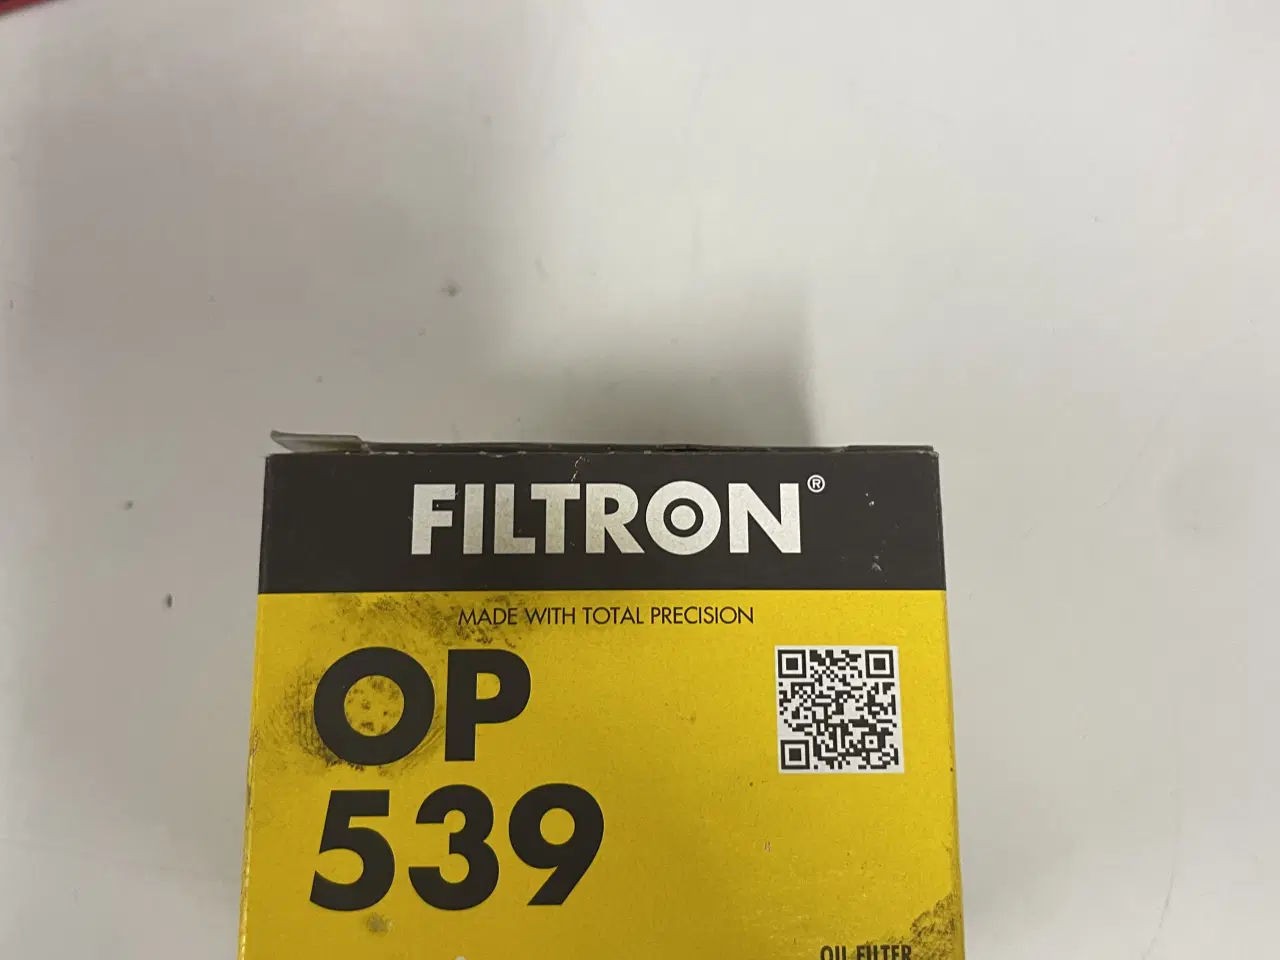 FILTRON®
MADE WITH TOTAL PRECISION
OP
539
OIL FILTER